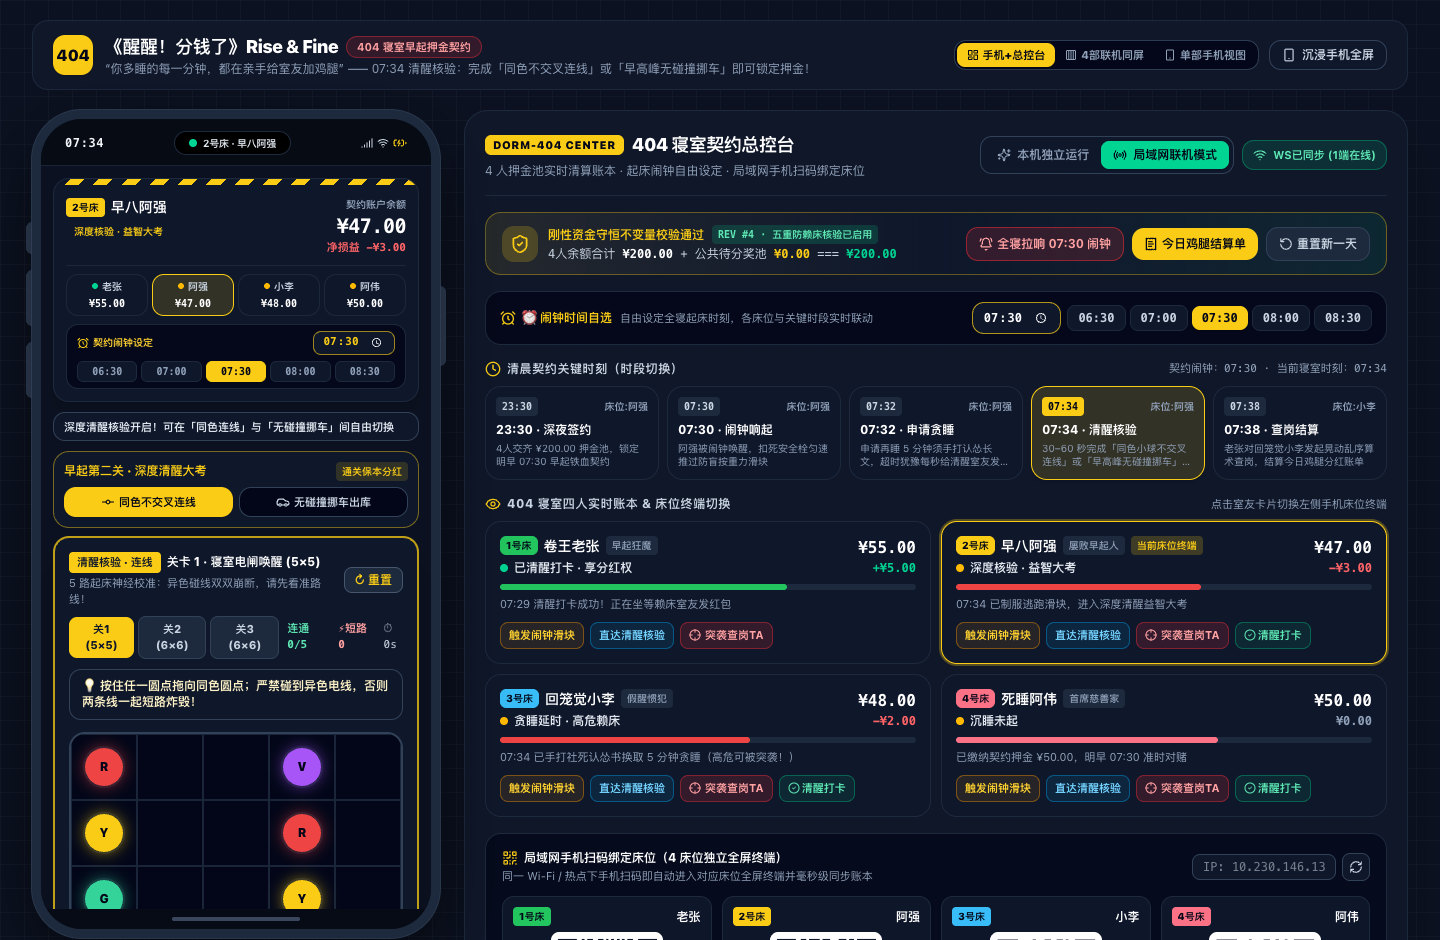 404
《醒醒！分钱了》Rise & Fine
404 寝室早起押金契约
“你多睡的每一分钟，都在亲手给室友加鸡腿” —— 07:34 清醒核验：完成「同色不交叉连线」或「早高峰无碰撞挪车」即可锁定押金！
手机+总控台
4部联机同屏
单部手机视图
沉浸手机全屏
07:34
2号床 · 早八阿强
2号床 早八阿强
深度核验 · 益智大考
契约账户余额
¥47.00
净损益 −¥3.00
老张
¥55.00
阿强
¥47.00
小李
¥48.00
阿伟
¥50.00
契约闹钟设定
07:30
06:30
07:00
07:30
08:00
08:30
深度清醒核验开启！可在「同色连线」与「无碰撞挪车」间自由切换
早起第二关 · 深度清醒大考
通关保本分红
同色不交叉连线
无碰撞挪车出库
清醒核验 · 连线 关卡 1 · 寝室电闸唤醒 (5×5)
5 路起床神经校准：异色碰线双双崩断，请先看准路
线！
↻ 重置
关1
(5×5)
关2
(6×6)
关3
(6×6)
连通
0/5
⚡短路
0
⏱
0s
💡 按住任一圆点拖向同色圆点；严禁碰到异色电线，否则
两条线一起短路炸毁！
R
V
Y
R
G
Y
DORM-404 CENTER 404 寝室契约总控台
4 人押金池实时清算账本 · 起床闹钟自由设定 · 局域网手机扫码绑定床位
本机独立运行
局域网联机模式
WS已同步 (1端在线)
刚性资金守恒不变量校验通过
REV #4 · 五重防赖床核验已启用
4人余额合计 ¥200.00 + 公共待分奖池 ¥0.00 === ¥200.00
全寝拉响 07:30 闹钟
今日鸡腿结算单
重置新一天
⏰ 闹钟时间自选
自由设定全寝起床时刻，各床位与关键时段实时联动
07:30
06:30
07:00
07:30
08:00
08:30
清晨契约关键时刻（时段切换）
契约闹钟: 07:30 · 当前寝室时刻: 07:34
23:30
床位:阿强
23:30 · 深夜签约
4人交齐 ¥200.00 押金池，锁定
明早 07:30 早起铁血契约
07:30
床位:阿强
07:30 · 闹钟响起
阿强被闹钟唤醒，扣死安全栓匀速
推过防盲按重力滑块
07:32
床位:阿强
07:32 · 申请贪睡
申请再睡 5 分钟须手打认怂长
文，超时犹豫每秒给清醒室友发...
07:34
床位:阿强
07:34 · 清醒核验
30–60 秒完成「同色小球不交叉
连线」或「早高峰无碰撞挪车」...
07:38
床位:小李
07:38 · 查岗结算
老张对回笼觉小李发起晃动乱序算
术查岗，结算今日鸡腿分红账单
404 寝室四人实时账本 & 床位终端切换
点击室友卡片切换左侧手机床位终端
1号床 卷王老张 早起狂魔
¥55.00
已清醒打卡 · 享分红权
+¥5.00
07:29 清醒打卡成功！正在坐等赖床室友发红包
触发闹钟滑块
直达清醒核验
突袭查岗TA
2号床 早八阿强 屡败早起人 当前床位终端
¥47.00
深度核验 · 益智大考
−¥3.00
07:34 已制服逃跑滑块，进入深度清醒益智大考
触发闹钟滑块
直达清醒核验
突袭查岗TA
清醒打卡
3号床 回笼觉小李 假醒惯犯
¥48.00
贪睡延时 · 高危赖床
−¥2.00
07:34 已手打社死认怂书换取 5 分钟贪睡（高危可被突袭！）
触发闹钟滑块
直达清醒核验
突袭查岗TA
清醒打卡
4号床 死睡阿伟 首席慈善家
¥50.00
沉睡未起
¥0.00
已缴纳契约押金 ¥50.00，明早 07:30 准时对赌
触发闹钟滑块
直达清醒核验
突袭查岗TA
清醒打卡
局域网手机扫码绑定床位（4 床位独立全屏终端）
同一 Wi-Fi / 热点下手机扫码即自动进入对应床位全屏终端并毫秒级同步账本
IP: 10.230.146.13
1号床
老张
2号床
阿强
3号床
小李
4号床
阿伟